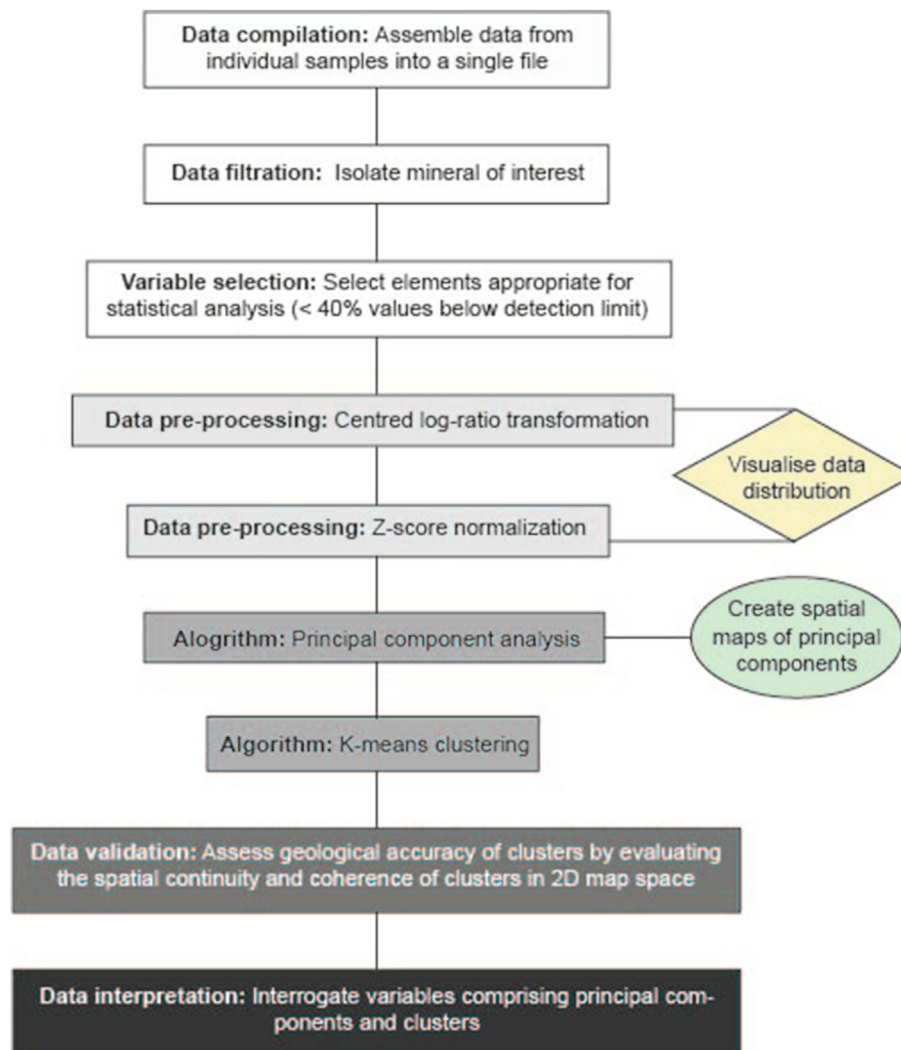 Data compilation: Assemble data from
individual samples into a single file
Data filtration: Isolate mineral of interest
Variable selection: Select elements appropriate for
statistical analysis (< 40% values below detection limit)
Data pre-processing: Centred log-ratio transformation
Visualise data
distribution
Data pre-processing: Z-score normalization
Alogrithm: Principal component analysis
Create spatial
maps of principal
components
Algorithm: K-means clustering
Data validation: Assess geological accuracy of clusters by evaluating
the spatial continuity and coherence of clusters in 2D map space
Data interpretation: Interrogate variables comprising principal com-
ponents and clusters